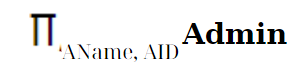 ∏ ‘AName, AID Admin